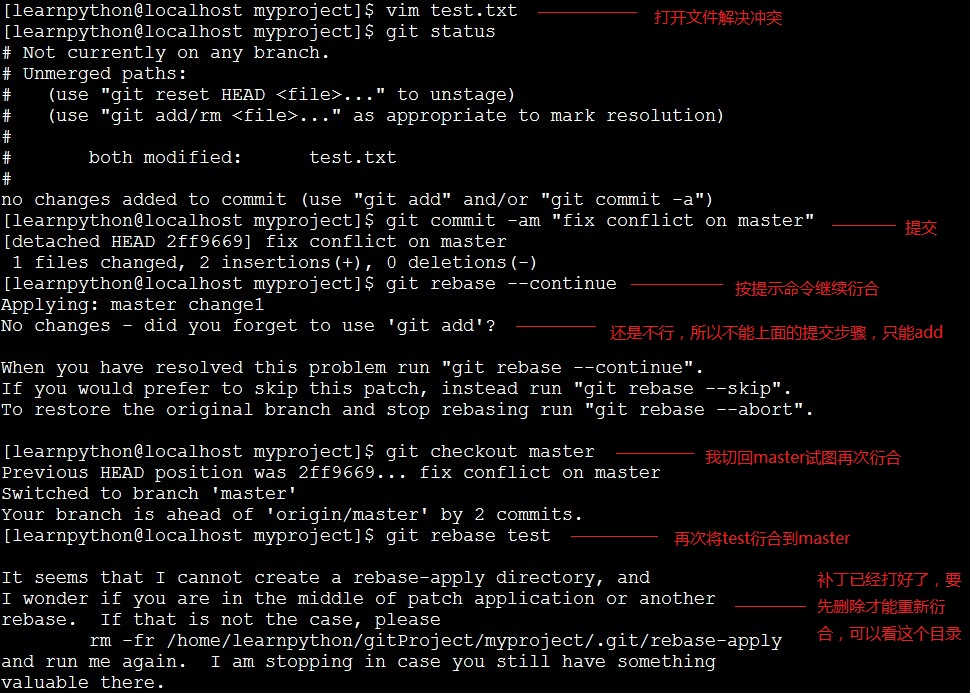 [learnpython@localhost myproject]$ vim test.txt 打开文件解决冲突
[learnpython@localhost myproject]$ git status
# Not currently on any branch.
# Unmerged paths:
#   (use "git reset HEAD <file>..." to unstage)
#   (use "git add/rm <file>..." as appropriate to mark resolution)
#
#       both modified:      test.txt
#
no changes added to commit (use "git add" and/or "git commit -a")
[learnpython@localhost myproject]$ git commit -am "fix conflict on master" 提交
[detached HEAD 2ff9669] fix conflict on master
 1 files changed, 2 insertions(+), 0 deletions(-)
[learnpython@localhost myproject]$ git rebase --continue 按提示命令继续衍合
Applying: master change1
No changes - did you forget to use 'git add'? 还是不行，所以不能上面的提交步骤，只能add
When you have resolved this problem run "git rebase --continue".
If you would prefer to skip this patch, instead run "git rebase --skip".
To restore the original branch and stop rebasing run "git rebase --abort".
[learnpython@localhost myproject]$ git checkout master 我切回master试图再次衍合
Previous HEAD position was 2ff9669... fix conflict on master
Switched to branch 'master'
Your branch is ahead of 'origin/master' by 2 commits.
[learnpython@localhost myproject]$ git rebase test 再次将test衍合到master
It seems that I cannot create a rebase-apply directory, and
I wonder if you are in the middle of patch application or another
rebase.  If that is not the case, please
        rm -fr /home/learnpython/gitProject/myproject/.git/rebase-apply
and run me again.  I am stopping in case you still have something
valuable there.
补丁已经打好了，要
先删除才能重新衍
合，可以看这个目录